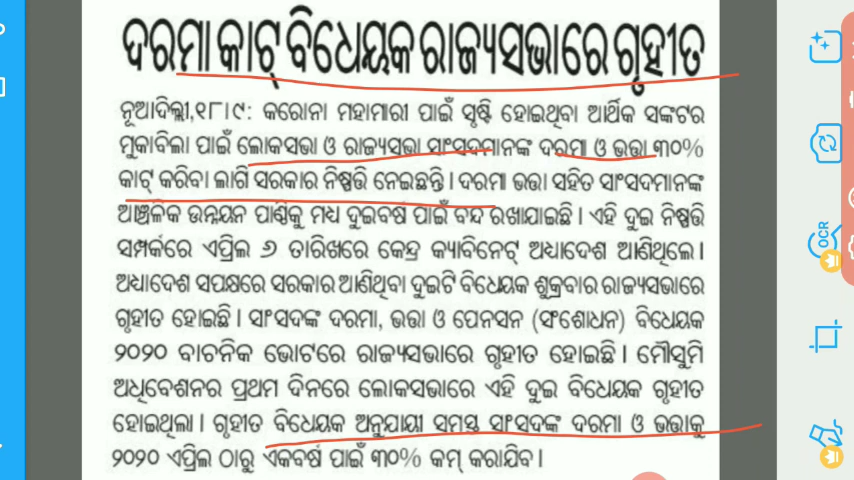 ଦରମା କାଟ୍ ବିଧେୟକ ରାଜ୍ୟସଭାରେ ଗୃହୀତ
ନୂଆଦିଲ୍ଲୀ,୧୮।୯: କରୋନା ମହାମାରୀ ପାଇଁ ସୃଷ୍ଟି ହୋଇଥିବା ଆର୍ଥିକ ସଙ୍କଟର
ମୁକାବିଲା ପାଇଁ ଲୋକସଭା ଓ ରାଜ୍ୟସଭା ସାଂସଦମାନଙ୍କ ଦରମା ଓ ଭତ୍ତା ୩୦%
କାଟ୍ କରିବା ଲାଗି ସରକାର ନିଷ୍ପତ୍ତି ନେଇଛନ୍ତି। ଦରମା ଭତ୍ତା ସହିତ ସାଂସଦମାନଙ୍କ
ଆଞ୍ଚଳିକ ଉନ୍ନୟନ ପାଣ୍ଠିକୁ ମଧ୍ୟ ଦୁଇବର୍ଷ ପାଇଁ ବନ୍ଦ ରଖାଯାଇଛି। ଏହି ଦୁଇ ନିଷ୍ପତ୍ତି
ସମ୍ପର୍କରେ ଏପ୍ରିଲ ୬ ତାରିଖରେ କେନ୍ଦ୍ର କ୍ୟାବିନେଟ୍ ଅଧ୍ୟାଦେଶ ଆଣିଥିଲେ।
ଅଧ୍ୟାଦେଶ ସପକ୍ଷରେ ସରକାର ଆଣିଥିବା ଦୁଇଟି ବିଧେୟକ ଶୁକ୍ରବାର ରାଜ୍ୟସଭାରେ
ଗୃହୀତ ହୋଇଛି। ସାଂସଦଙ୍କ ଦରମା, ଭତ୍ତା ଓ ପେନସନ (ସଂଶୋଧନ) ବିଧେୟକ
୨୦୨୦ ବାଚନିକ ଭୋଟରେ ରାଜ୍ୟସଭାରେ ଗୃହୀତ ହୋଇଛି। ମୌସୁମି
ଅଧିବେଶନର ପ୍ରଥମ ଦିନରେ ଲୋକସଭାରେ ଏହି ଦୁଇ ବିଧେୟକ ଗୃହୀତ
ହୋଇଥିଲା। ଗୃହୀତ ବିଧେୟକ ଅନୁଯାୟୀ ସମସ୍ତ ସାଂସଦଙ୍କ ଦରମା ଓ ଭତ୍ତାକୁ
୨୦୨୦ ଏପ୍ରିଲ ଠାରୁ ଏକବର୍ଷ ପାଇଁ ୩୦% କମ୍ କରାଯିବ।
OCR